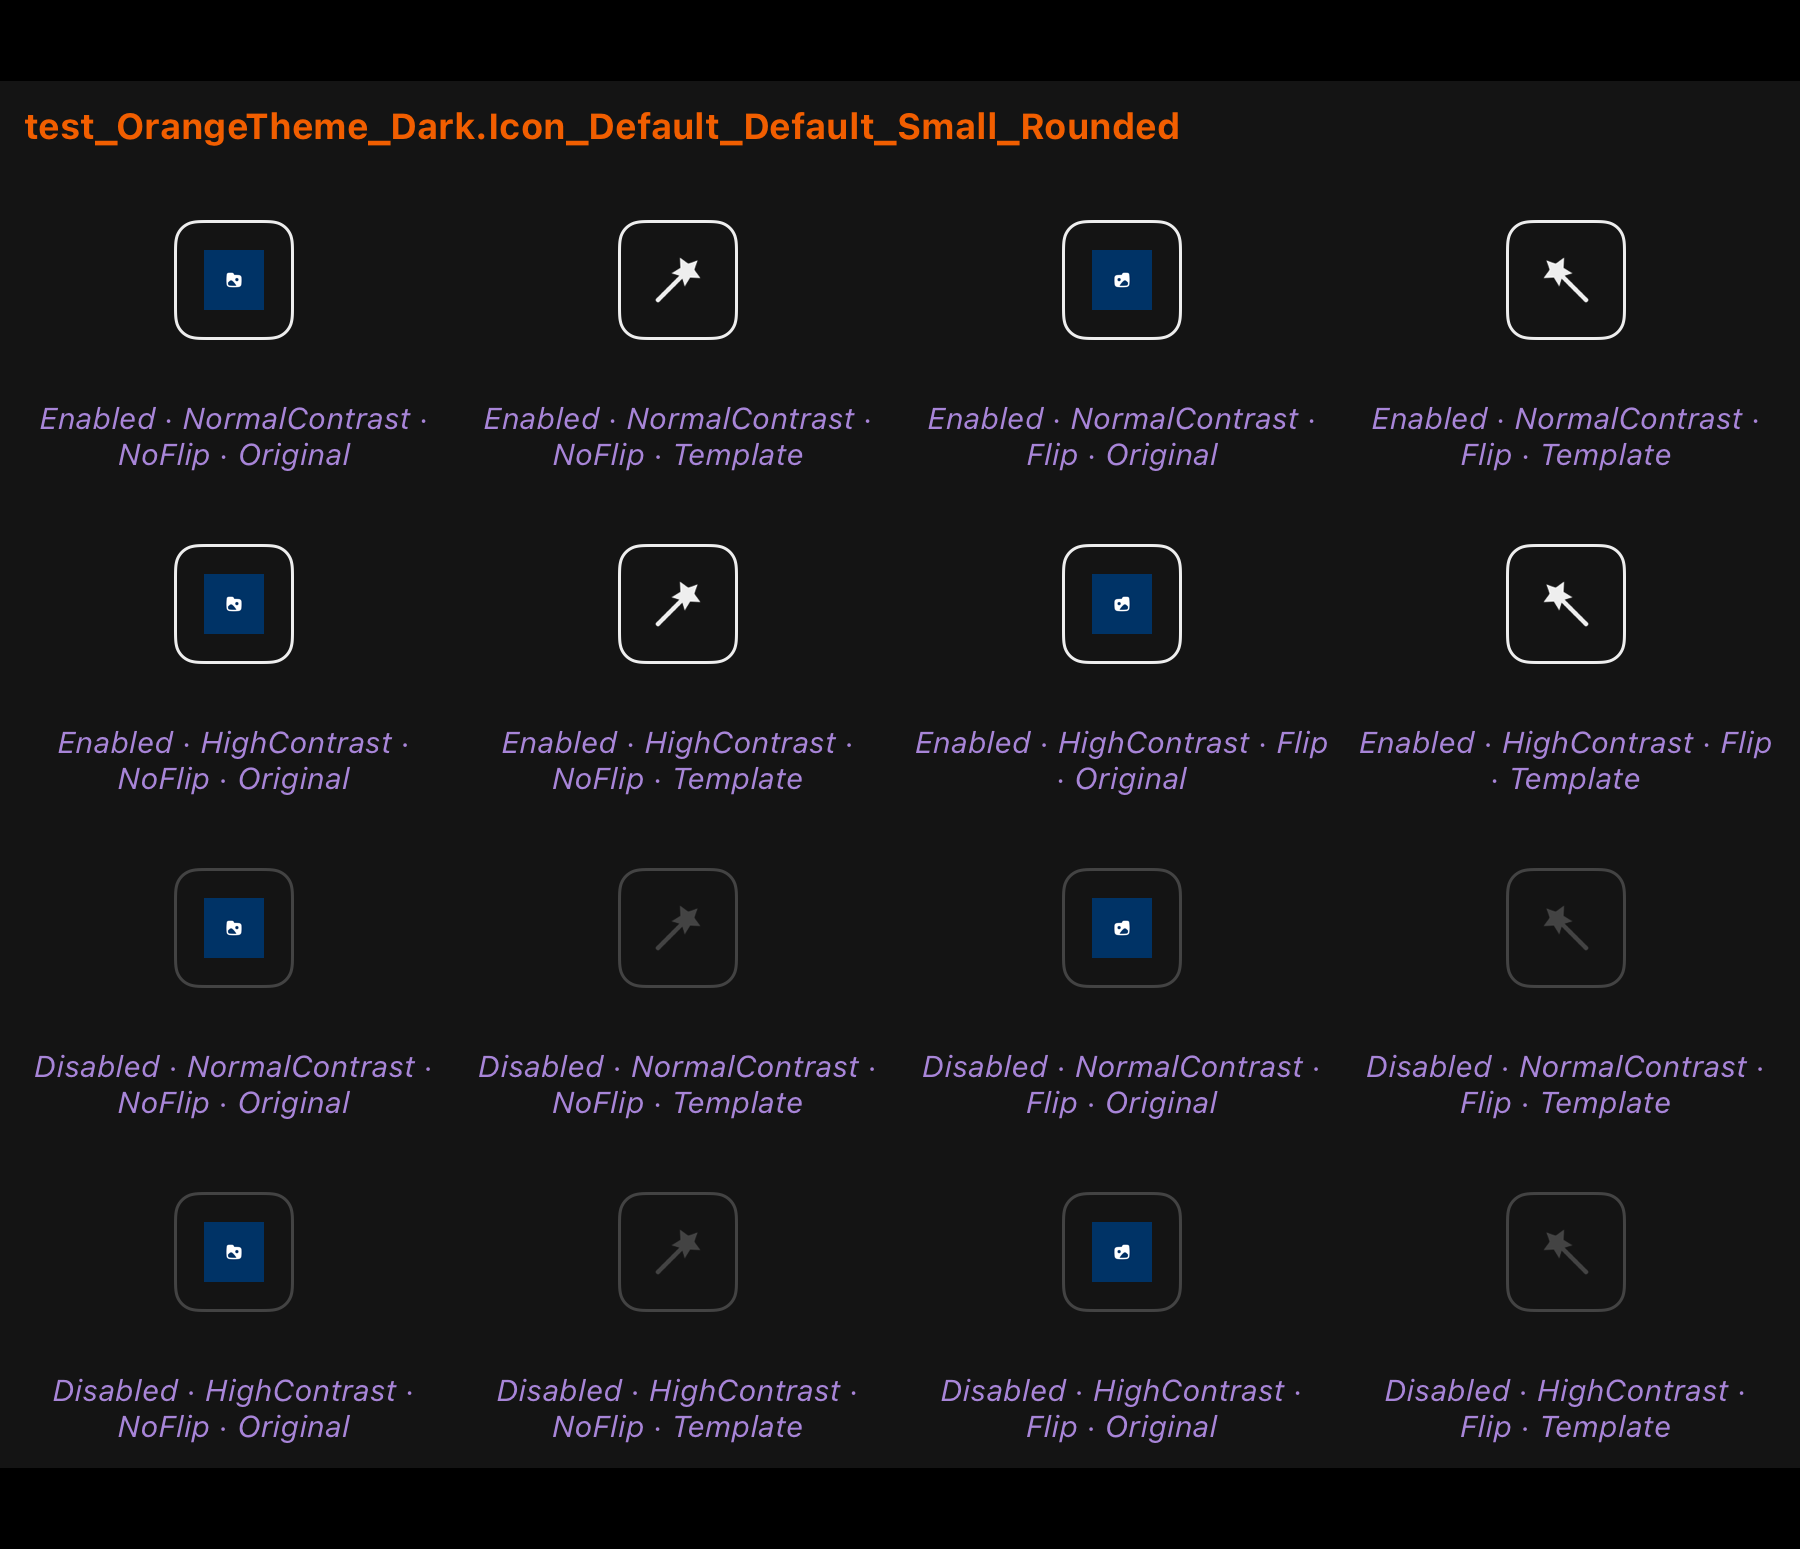 test_OrangeTheme_Dark.Icon_Default_Default_Small_Rounded
Enabled · NormalContrast ·
NoFlip · Original
Enabled · NormalContrast ·
NoFlip · Template
Enabled · NormalContrast ·
Flip · Original
Enabled · NormalContrast ·
Flip · Template
Enabled · HighContrast ·
NoFlip · Original
Enabled · HighContrast ·
NoFlip · Template
Enabled · HighContrast · Flip
· Original
Enabled · HighContrast · Flip
· Template
Disabled · NormalContrast ·
NoFlip · Original
Disabled · NormalContrast ·
NoFlip · Template
Disabled · NormalContrast ·
Flip · Original
Disabled · NormalContrast ·
Flip · Template
Disabled · HighContrast ·
NoFlip · Original
Disabled · HighContrast ·
NoFlip · Template
Disabled · HighContrast ·
Flip · Original
Disabled · HighContrast ·
Flip · Template